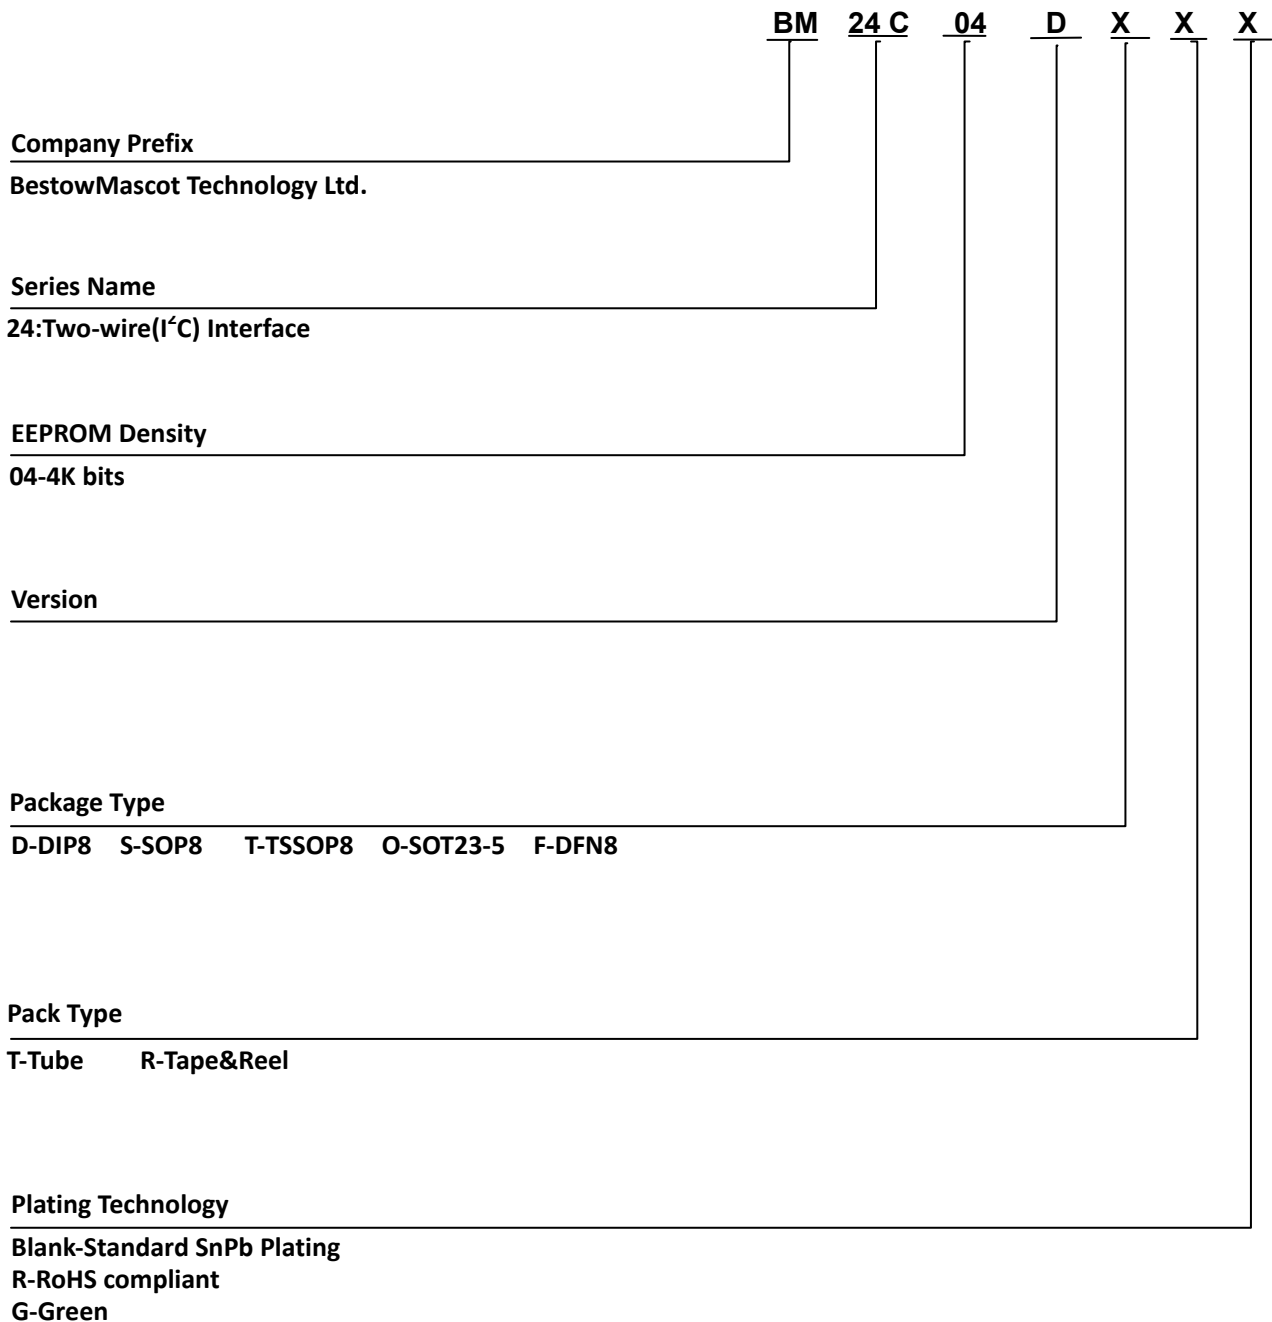 BM 24 C 04 D X X X
Company Prefix
BestowMascot Technology Ltd.
Series Name
24:Two-wire(I²C) Interface
EEPROM Density
04-4K bits
Version
Package Type
D-DIP8 S-SOP8 T-TSSOP8 O-SOT23-5 F-DFN8
Pack Type
T-Tube R-Tape&Reel
Plating Technology
Blank-Standard SnPb Plating
R-RoHS compliant
G-Green